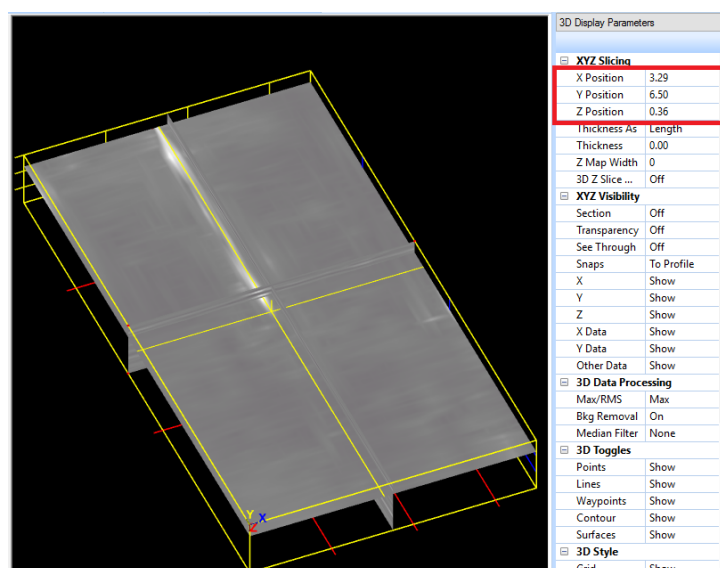 3D Display Parameters
XYZ Slicing
X Position 3.29
Y Position 6.50
Z Position 0.36
Thickness As Length
Thickness 0.00
Z Map Width 0
3D Z Slice ... Off
XYZ Visibility
Section Off
Transparency Off
See Through Off
Snaps To Profile
X Show
Y Show
Z Show
X Data Show
Y Data Show
Other Data Show
3D Data Processing
Max/RMS Max
Bkg Removal On
Median Filter None
3D Toggles
Points Show
Lines Show
Waypoints Show
Contour Show
Surfaces Show
3D Style
Y X
Z